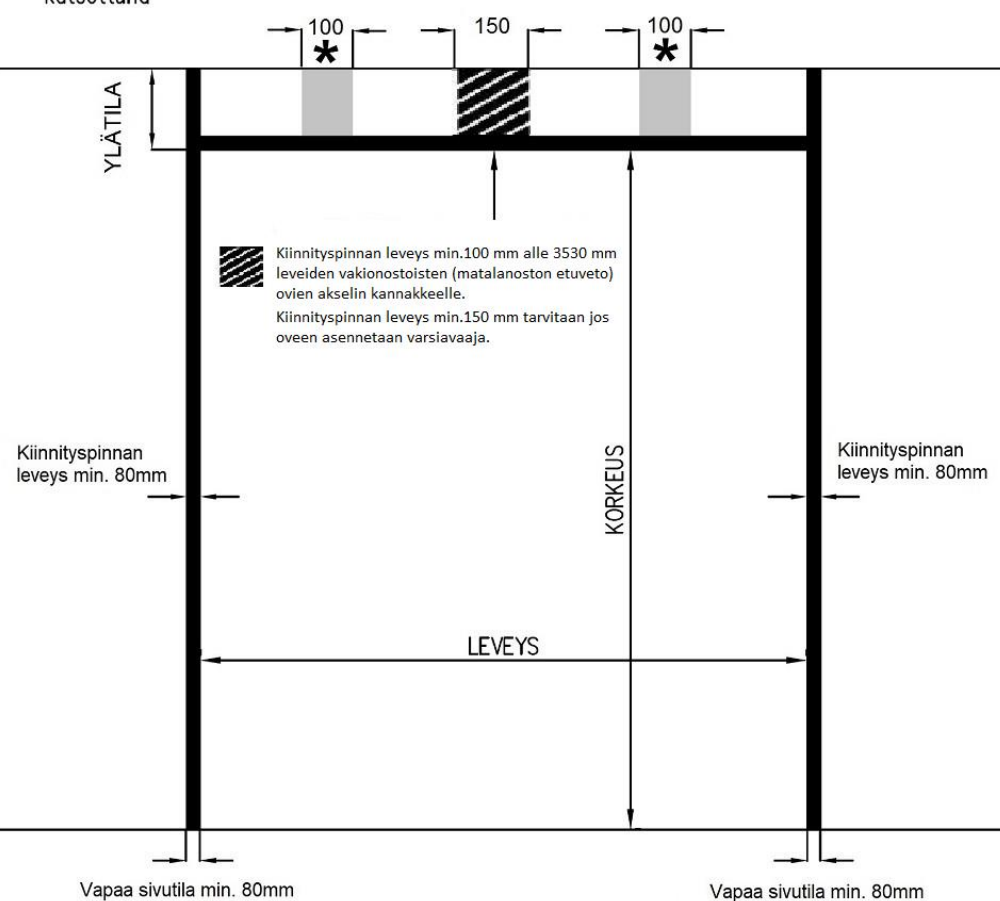 100
150
100
*
*
YLÄTILA
Kiinnityspinnan leveys min.100 mm alle 3530 mm
leveiden vakionostoisten (matalanoston etuveto)
ovien akselin kannakkeelle.
Kiinnityspinnan leveys min.150 mm tarvitaan jos
oveen asennetaan varsiavaaja.
Kiinnityspinnan
leveys min. 80mm
KORKEUS
Kiinnityspinnan
leveys min. 80mm
LEVEYS
Vapaa sivutila min. 80mm
Vapaa sivutila min. 80mm